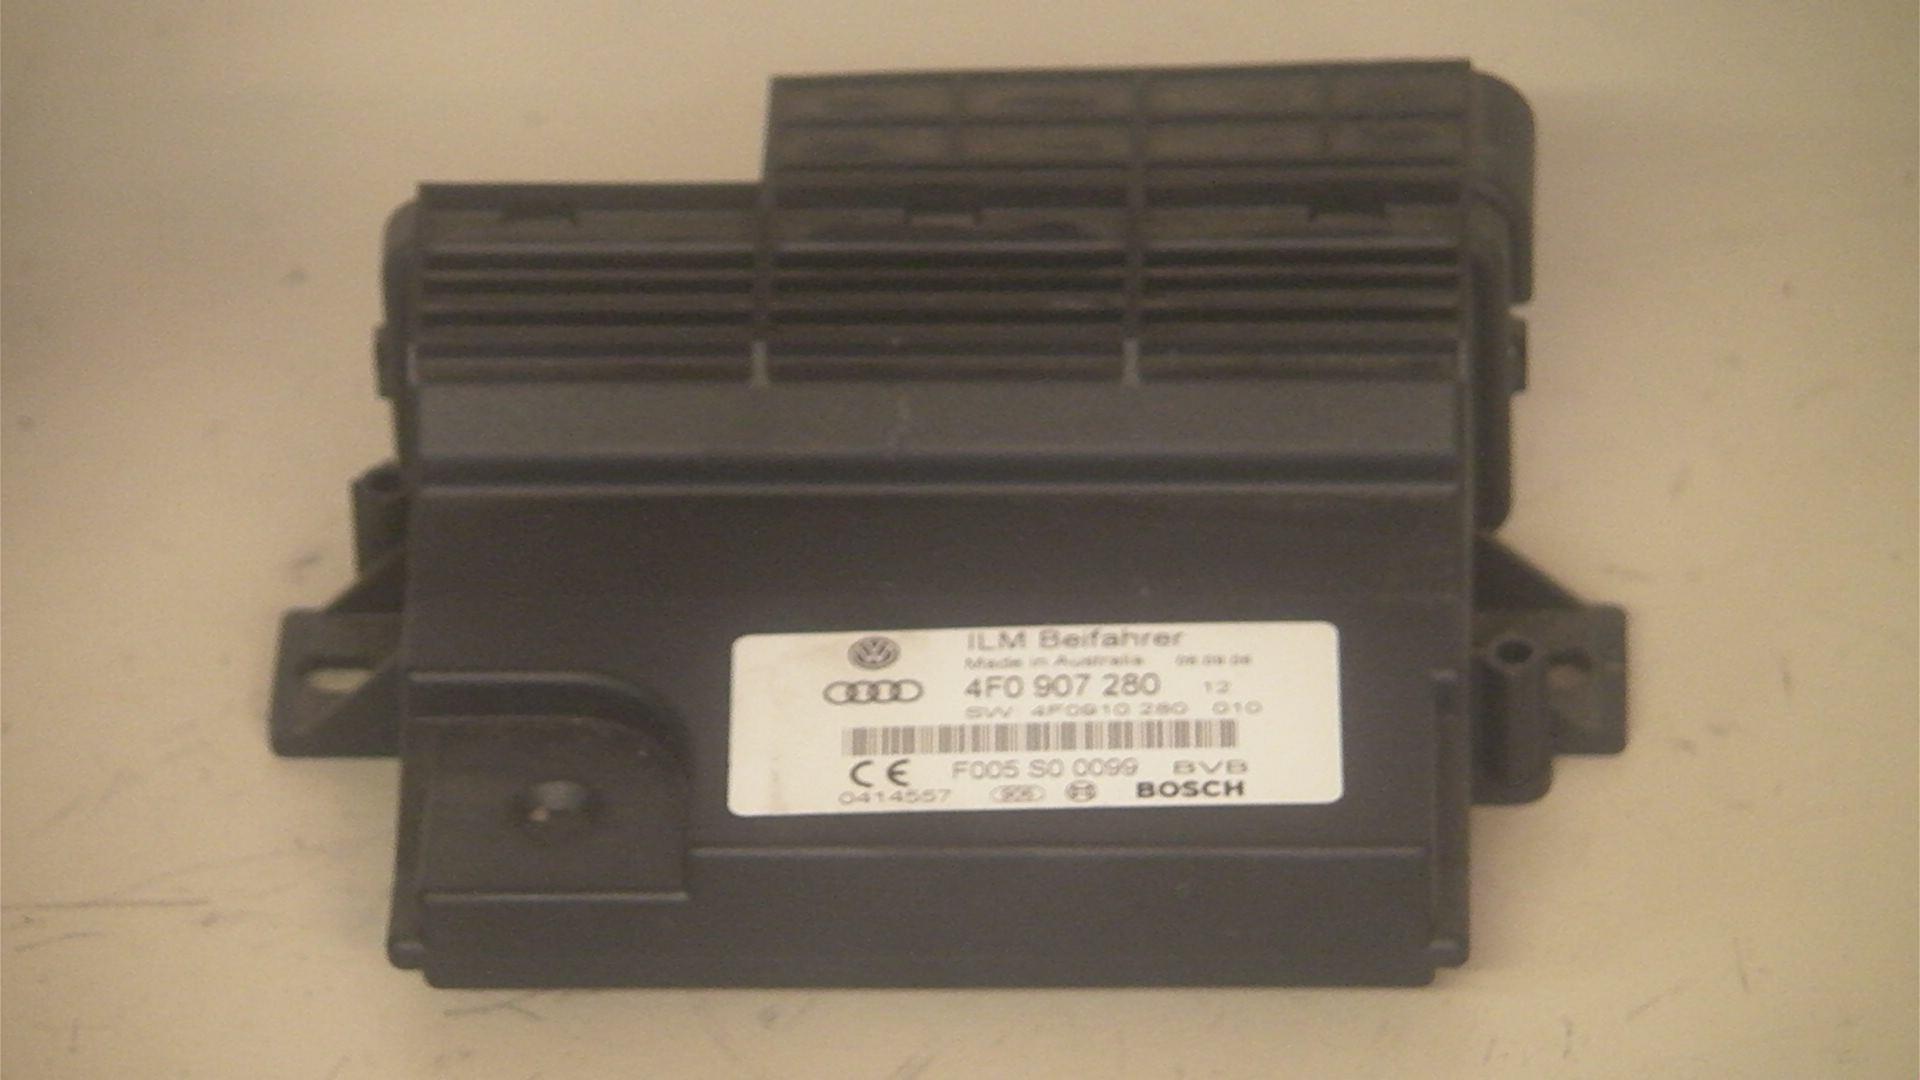 ILM Beifahrer
Made in Australia
4F0 907 280 12
SW 4F0910 280 010
CE F005 S0 0099 BVB
0414557 BOSCH